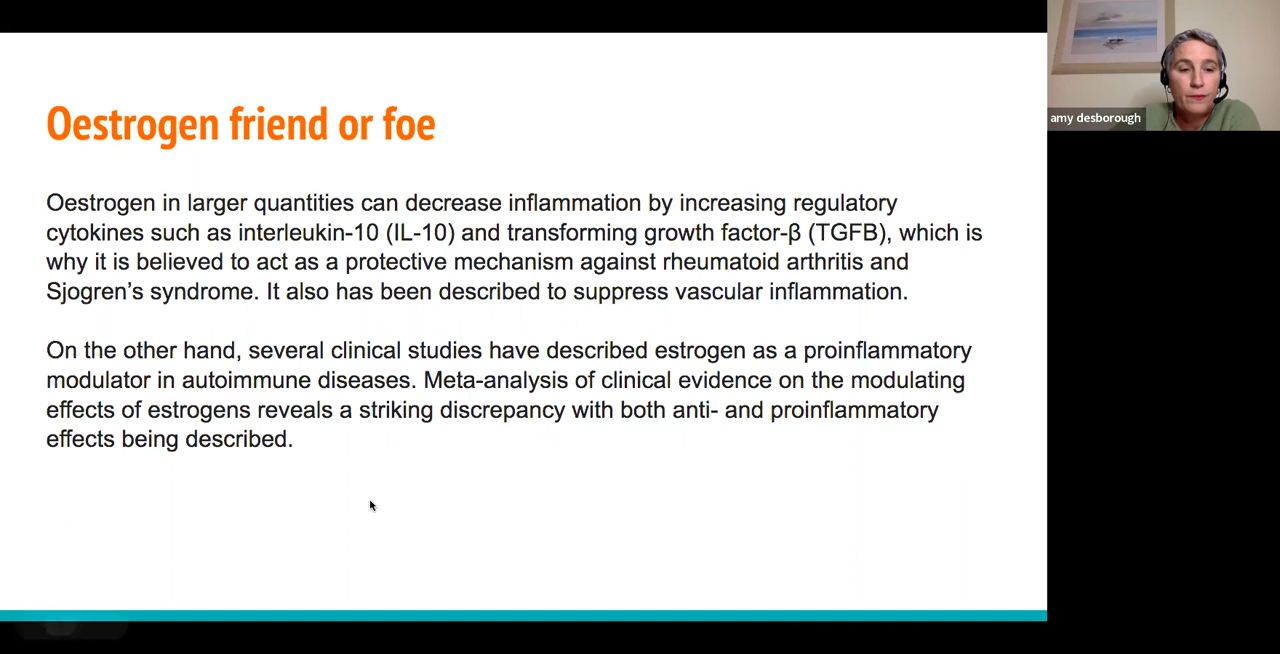 Oestrogen friend or foe
Oestrogen in larger quantities can decrease inflammation by increasing regulatory
cytokines such as interleukin-10 (IL-10) and transforming growth factor-β (TGFB), which is
why it is believed to act as a protective mechanism against rheumatoid arthritis and
Sjogren’s syndrome. It also has been described to suppress vascular inflammation.
On the other hand, several clinical studies have described estrogen as a proinflammatory
modulator in autoimmune diseases. Meta-analysis of clinical evidence on the modulating
effects of estrogens reveals a striking discrepancy with both anti- and proinflammatory
effects being described.
amy desborough